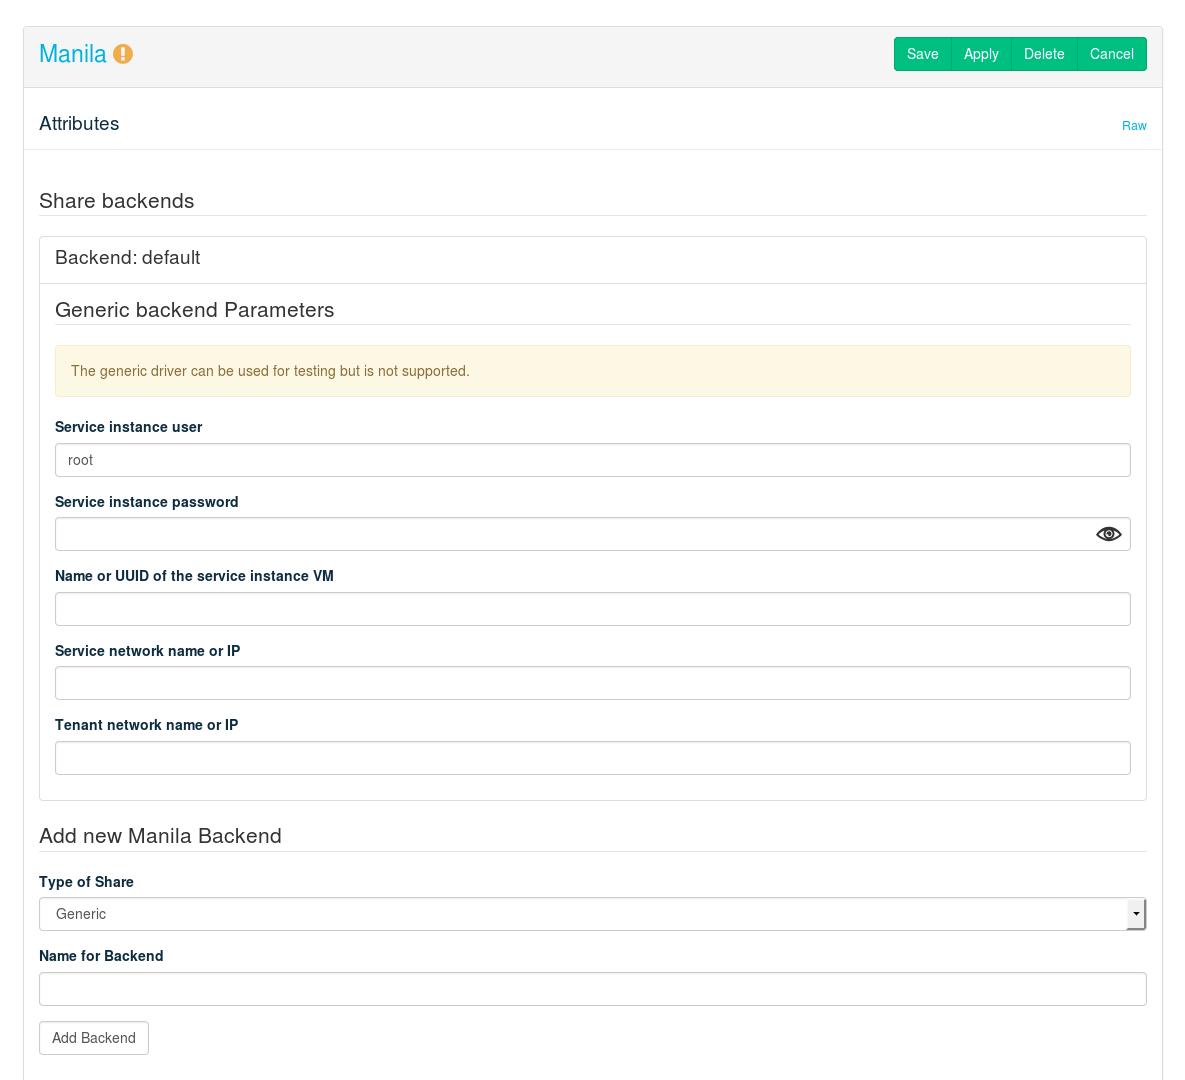 Manila
Save Apply Delete Cancel
Attributes
Raw
Share backends
Backend: default
Generic backend Parameters
The generic driver can be used for testing but is not supported.
Service instance user
root
Service instance password
Name or UUID of the service instance VM
Service network name or IP
Tenant network name or IP
Add new Manila Backend
Type of Share
Generic
Name for Backend
Add Backend